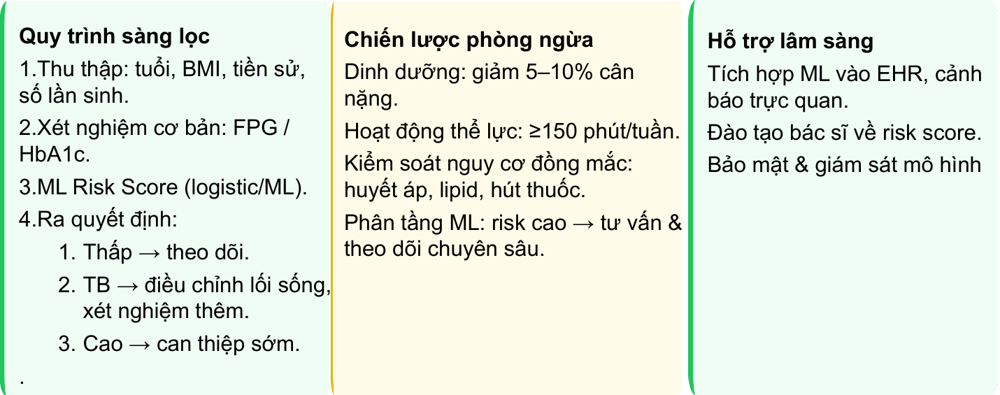 Quy trình sàng lọc
1.Thu thập: tuổi, BMI, tiền sử,
số lần sinh.
2.Xét nghiệm cơ bản: FPG /
HbA1c.
3.ML Risk Score (logistic/ML).
4.Ra quyết định:
1. Thấp → theo dõi.
2. TB → điều chỉnh lối sống,
xét nghiệm thêm.
3. Cao → can thiệp sớm.
.
Chiến lược phòng ngừa
Dinh dưỡng: giảm 5–10% cân
nặng.
Hoạt động thể lực: ≥150 phút/tuần.
Kiểm soát nguy cơ đồng mắc:
huyết áp, lipid, hút thuốc.
Phân tầng ML: risk cao → tư vấn &
theo dõi chuyên sâu.
Hỗ trợ lâm sàng
Tích hợp ML vào EHR, cảnh
báo trực quan.
Đào tạo bác sĩ về risk score.
Bảo mật & giám sát mô hình